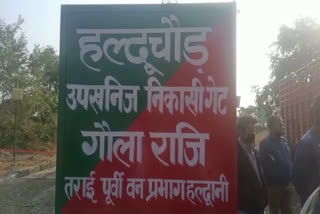 हल्दूचौड़
उपखनिज निकासी गेट
गौला राजि
तराई पूर्वी वन प्रभाग हल्द्वानी